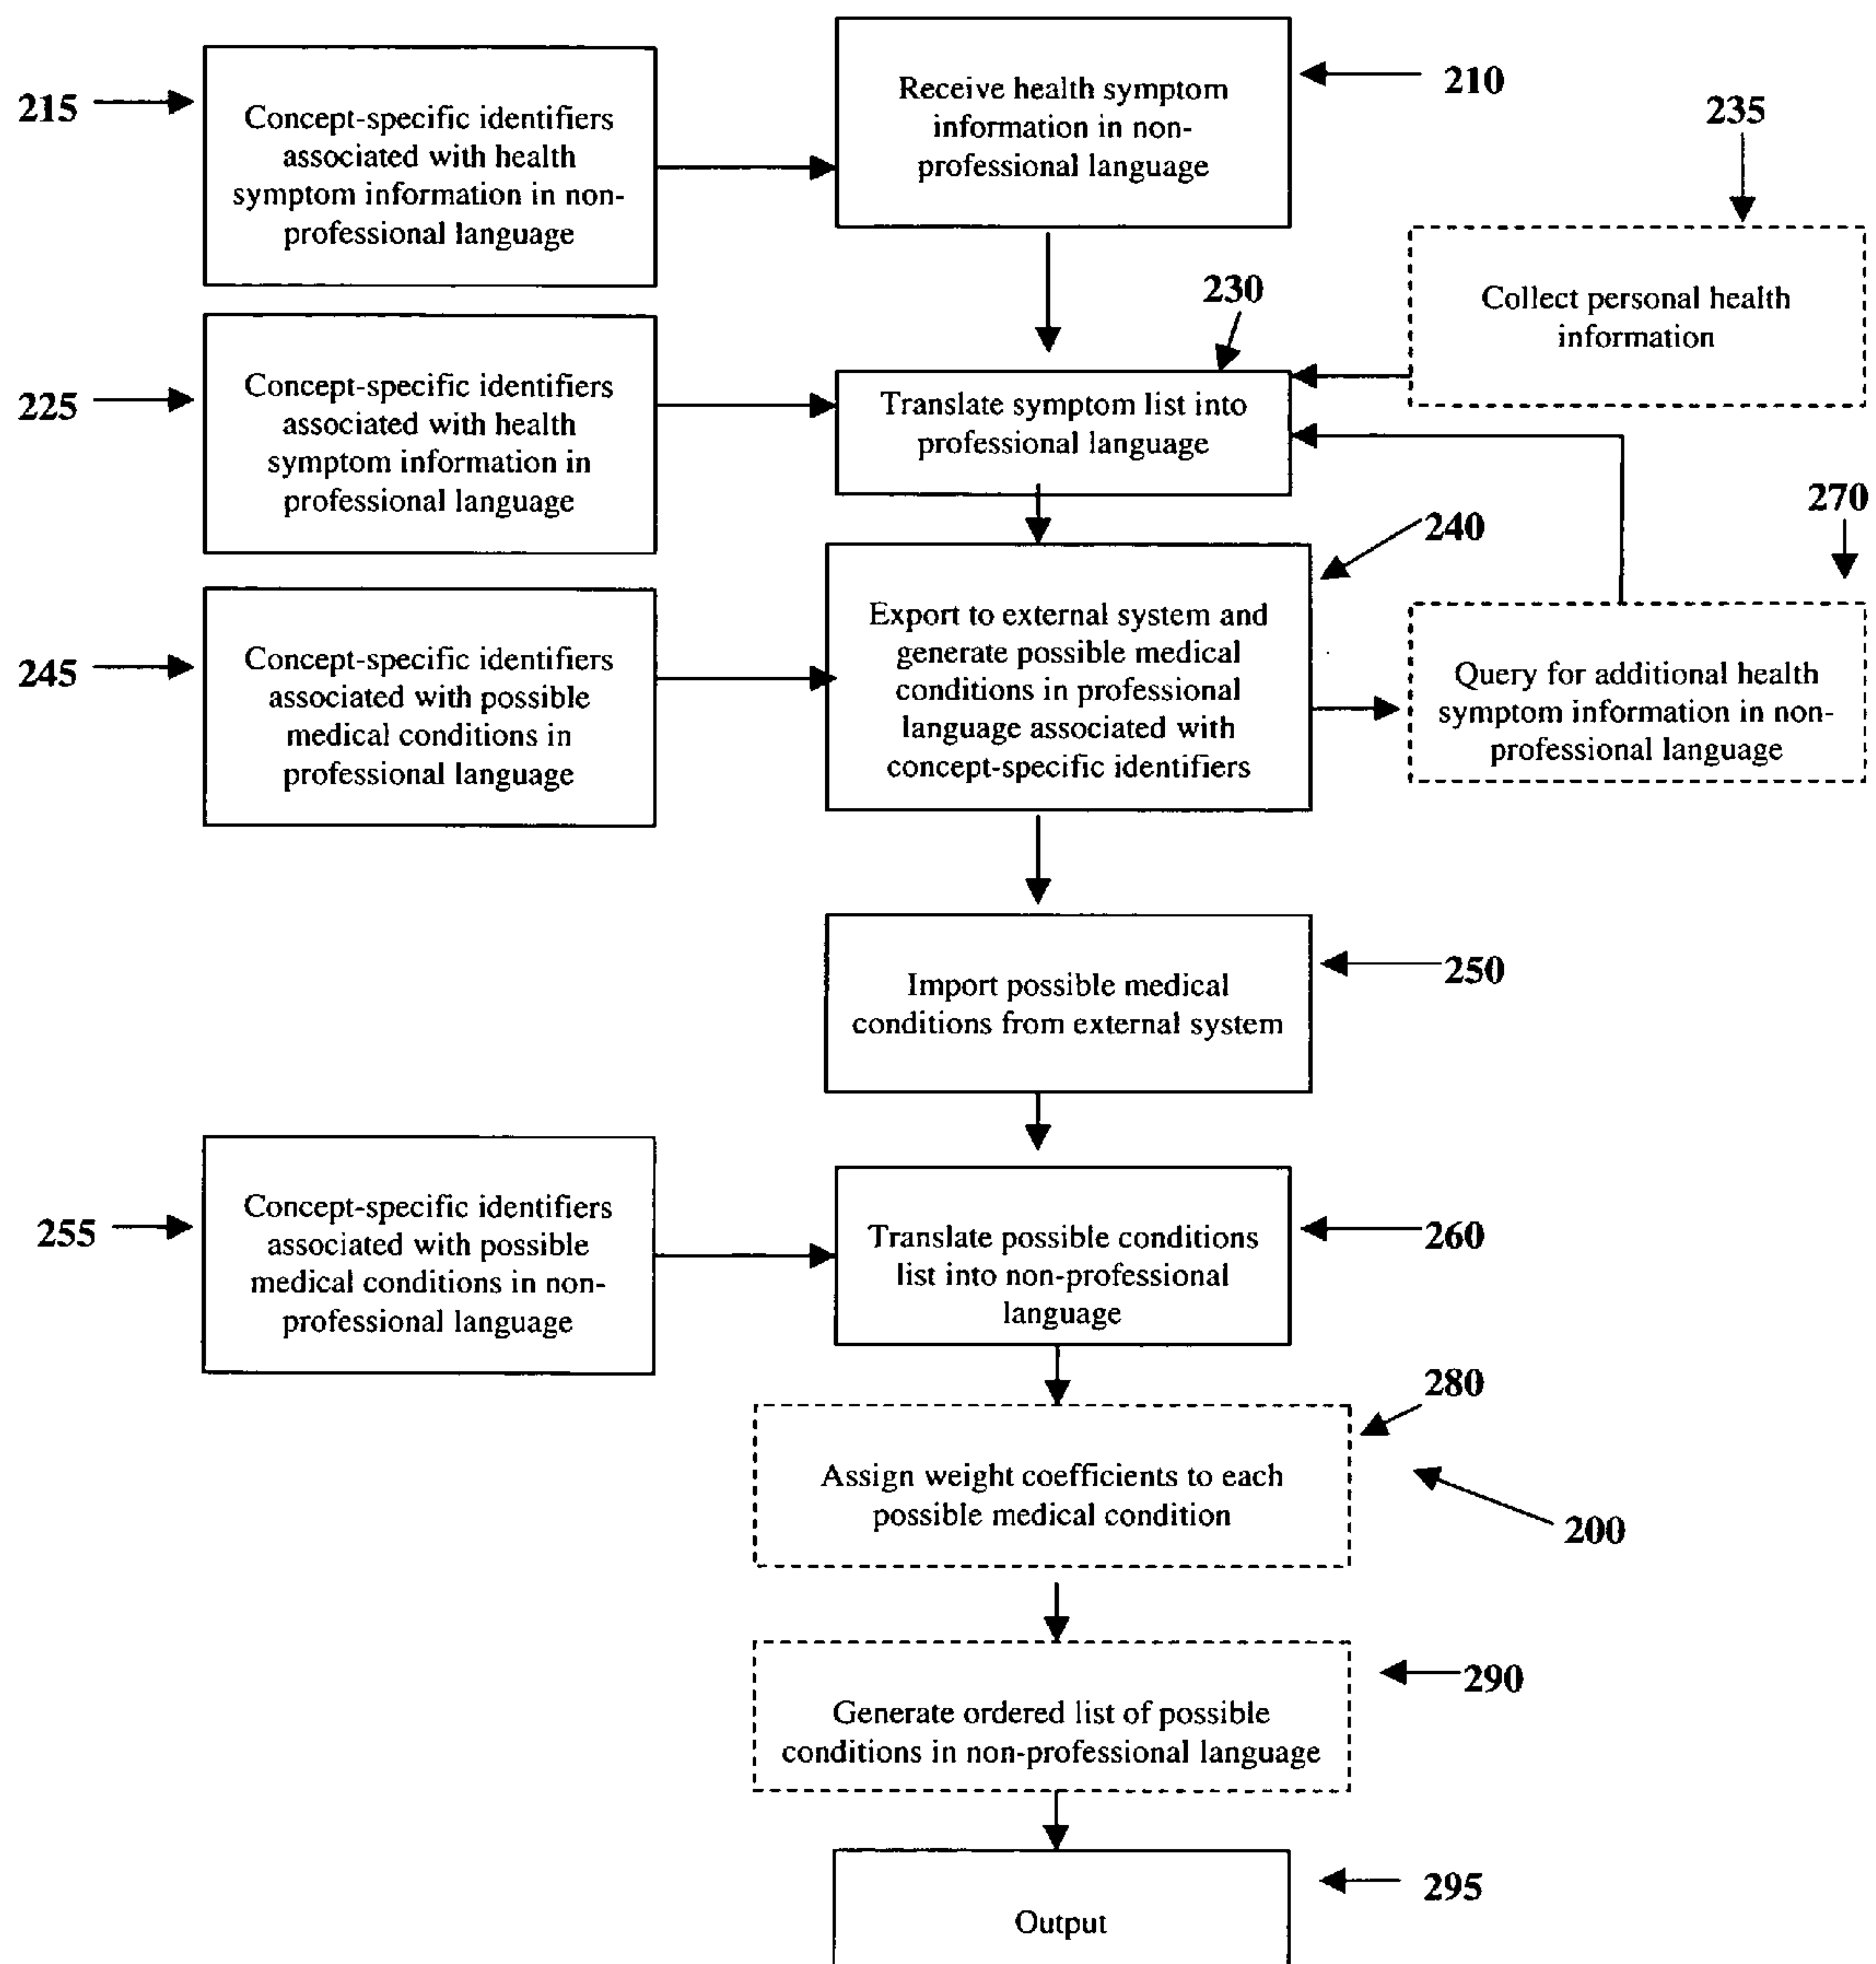 215
Concept-specific identifiers
associated with health
symptom information in non-
professional language
Receive health symptom
information in non-
professional language
210
235
Collect personal health
information
230
225
Concept-specific identifiers
associated with health
symptom information in
professional language
Translate symptom list into
professional language
240
270
245
Concept-specific identifiers
associated with possible
medical conditions in
professional language
Export to external system and
generate possible medical
conditions in professional
language associated with
concept-specific identifiers
Query for additional health
symptom information in non-
professional language
Import possible medical
conditions from external system
250
255
Concept-specific identifiers
associated with possible
medical conditions in non-
professional language
Translate possible conditions
list into non-professional
language
260
280
Assign weight coefficients to each
possible medical condition
200
290
Generate ordered list of possible
conditions in non-professional language
295
Output